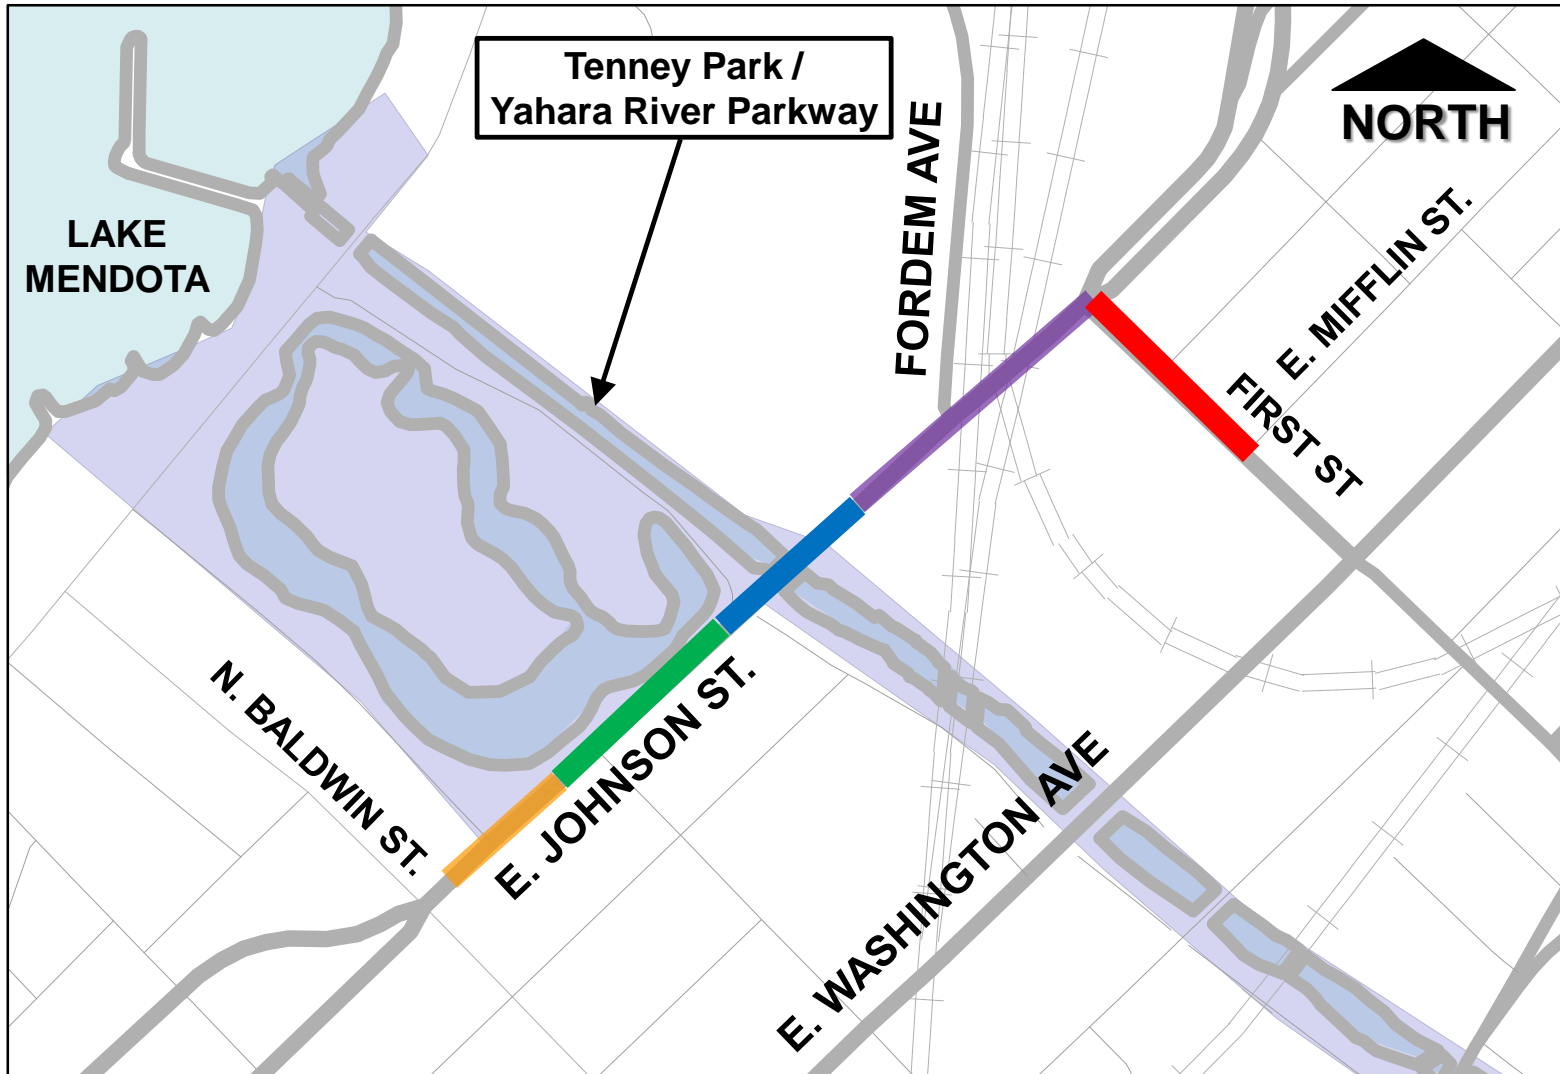 Tenney Park /
Yahara River Parkway
NORTH
FORDEM AVE
LAKE
MENDOTA
E. MIFFLIN ST.
FIRST ST
N. BALDWIN ST.
E. JOHNSON ST.
E. WASHINGTON AVE